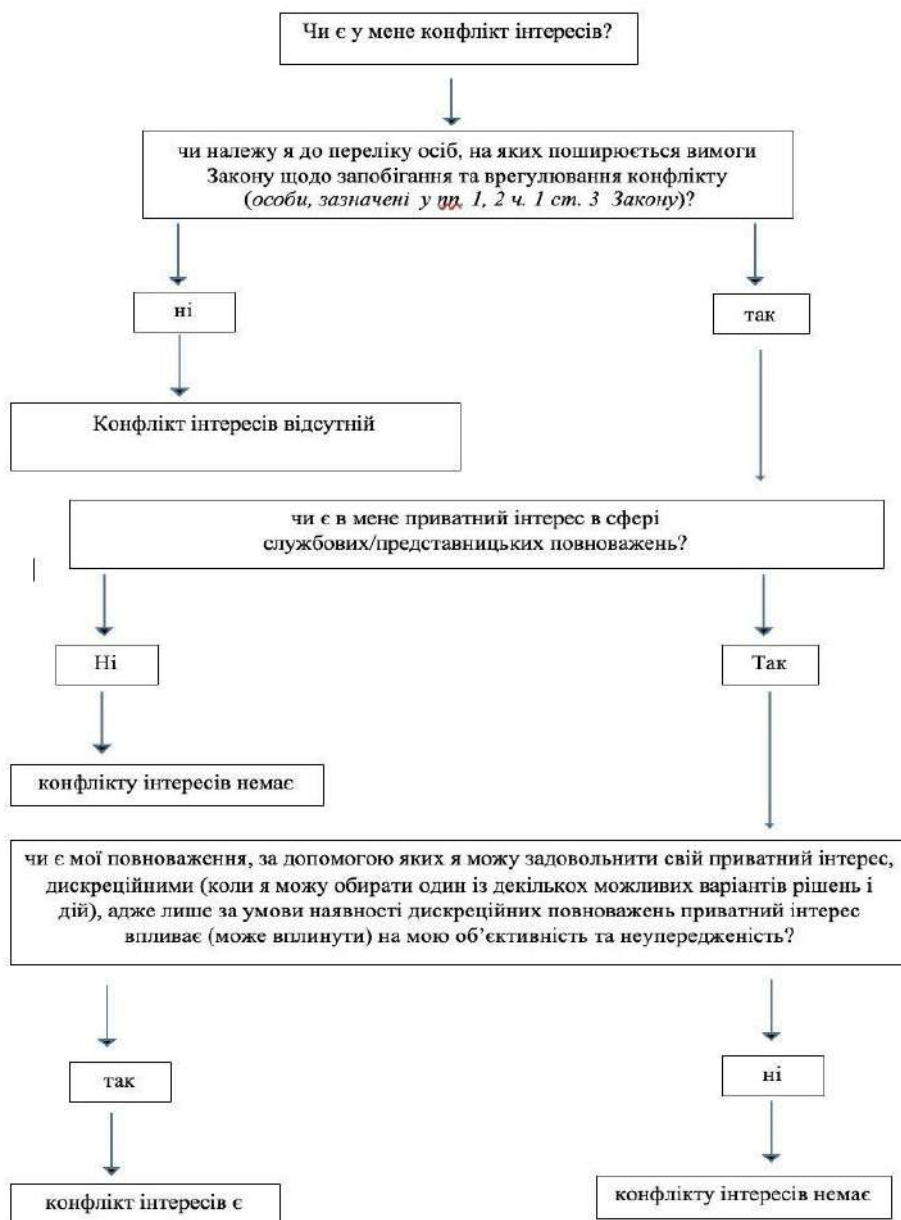 Чи є у мене конфлікт інтересів?
чи належу я до переліку осіб, на яких поширюється вимоги
Закону щодо запобігання та врегулювання конфлікту
(особи, зазначені у пп. 1, 2 ч. 1 ст. 3 Закону)?
ні
так
Конфлікт інтересів відсутній
чи є в мене приватний інтерес в сфері
службових/представницьких повноважень?
Ні
Так
конфлікту інтересів немає
чи є мої повноваження, за допомогою яких я можу задовольнити свій приватний інтерес,
дискреційними (коли я можу обирати один із декількох можливих варіантів рішень і
дій), адже лише за умови наявності дискреційних повноважень приватний інтерес
впливає (може вплинути) на мою об’єктивність та неупередженість?
так
ні
конфлікт інтересів є
конфлікту інтересів немає